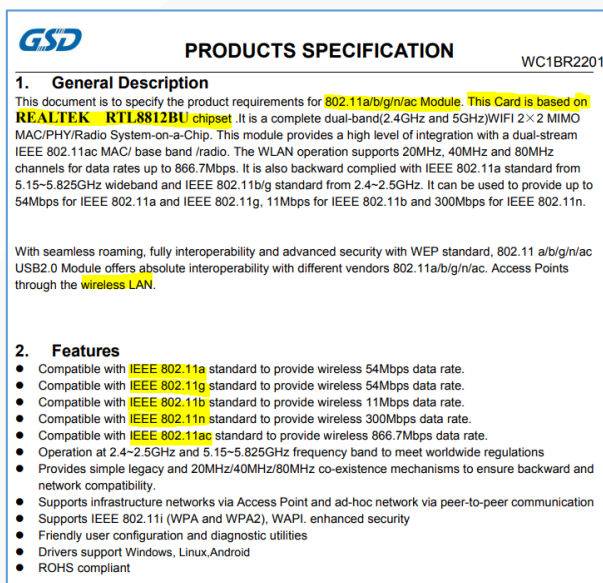 GSD
PRODUCTS SPECIFICATION
WC1BR2201
1. General Description
This document is to specify the product requirements for 802.11a/b/g/n/ac Module. This Card is based on
REALTEK RTL8812BU chipset .It is a complete dual-band(2.4GHz and 5GHz)WIFI 2×2 MIMO
MAC/PHY/Radio System-on-a-Chip. This module provides a high level of integration with a dual-stream
IEEE 802.11ac MAC/ base band /radio. The WLAN operation supports 20MHz, 40MHz and 80MHz
channels for data rates up to 866.7Mbps. It is also backward complied with IEEE 802.11a standard from
5.15~5.825GHz wideband and IEEE 802.11b/g standard from 2.4~2.5GHz. It can be used to provide up to
54Mbps for IEEE 802.11a and IEEE 802.11g, 11Mbps for IEEE 802.11b and 300Mbps for IEEE 802.11n.
With seamless roaming, fully interoperability and advanced security with WEP standard, 802.11 a/b/g/n/ac
USB2.0 Module offers absolute interoperability with different vendors 802.11a/b/g/n/ac. Access Points
through the wireless LAN.
2. Features
● Compatible with IEEE 802.11a standard to provide wireless 54Mbps data rate.
● Compatible with IEEE 802.11g standard to provide wireless 54Mbps data rate.
● Compatible with IEEE 802.11b standard to provide wireless 11Mbps data rate.
● Compatible with IEEE 802.11n standard to provide wireless 300Mbps data rate.
● Compatible with IEEE 802.11ac standard to provide wireless 866.7Mbps data rate.
● Operation at 2.4~2.5GHz and 5.15~5.825GHz frequency band to meet worldwide regulations
● Provides simple legacy and 20MHz/40MHz/80MHz co-existence mechanisms to ensure backward and
network compatibility.
● Supports infrastructure networks via Access Point and ad-hoc network via peer-to-peer communication
● Supports IEEE 802.11i (WPA and WPA2), WAPI. enhanced security
● Friendly user configuration and diagnostic utilities
● Drivers support Windows, Linux,Android
● ROHS compliant